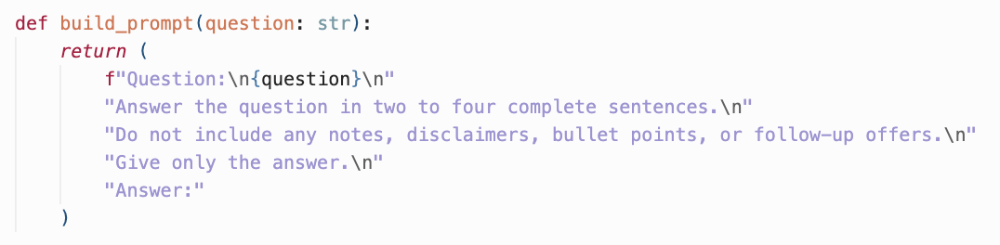 def build_prompt(question: str):
    return (
        f"Question:\n{question}\n"
        "Answer the question in two to four complete sentences.\n"
        "Do not include any notes, disclaimers, bullet points, or follow-up offers.\n"
        "Give only the answer.\n"
        "Answer:"
    )